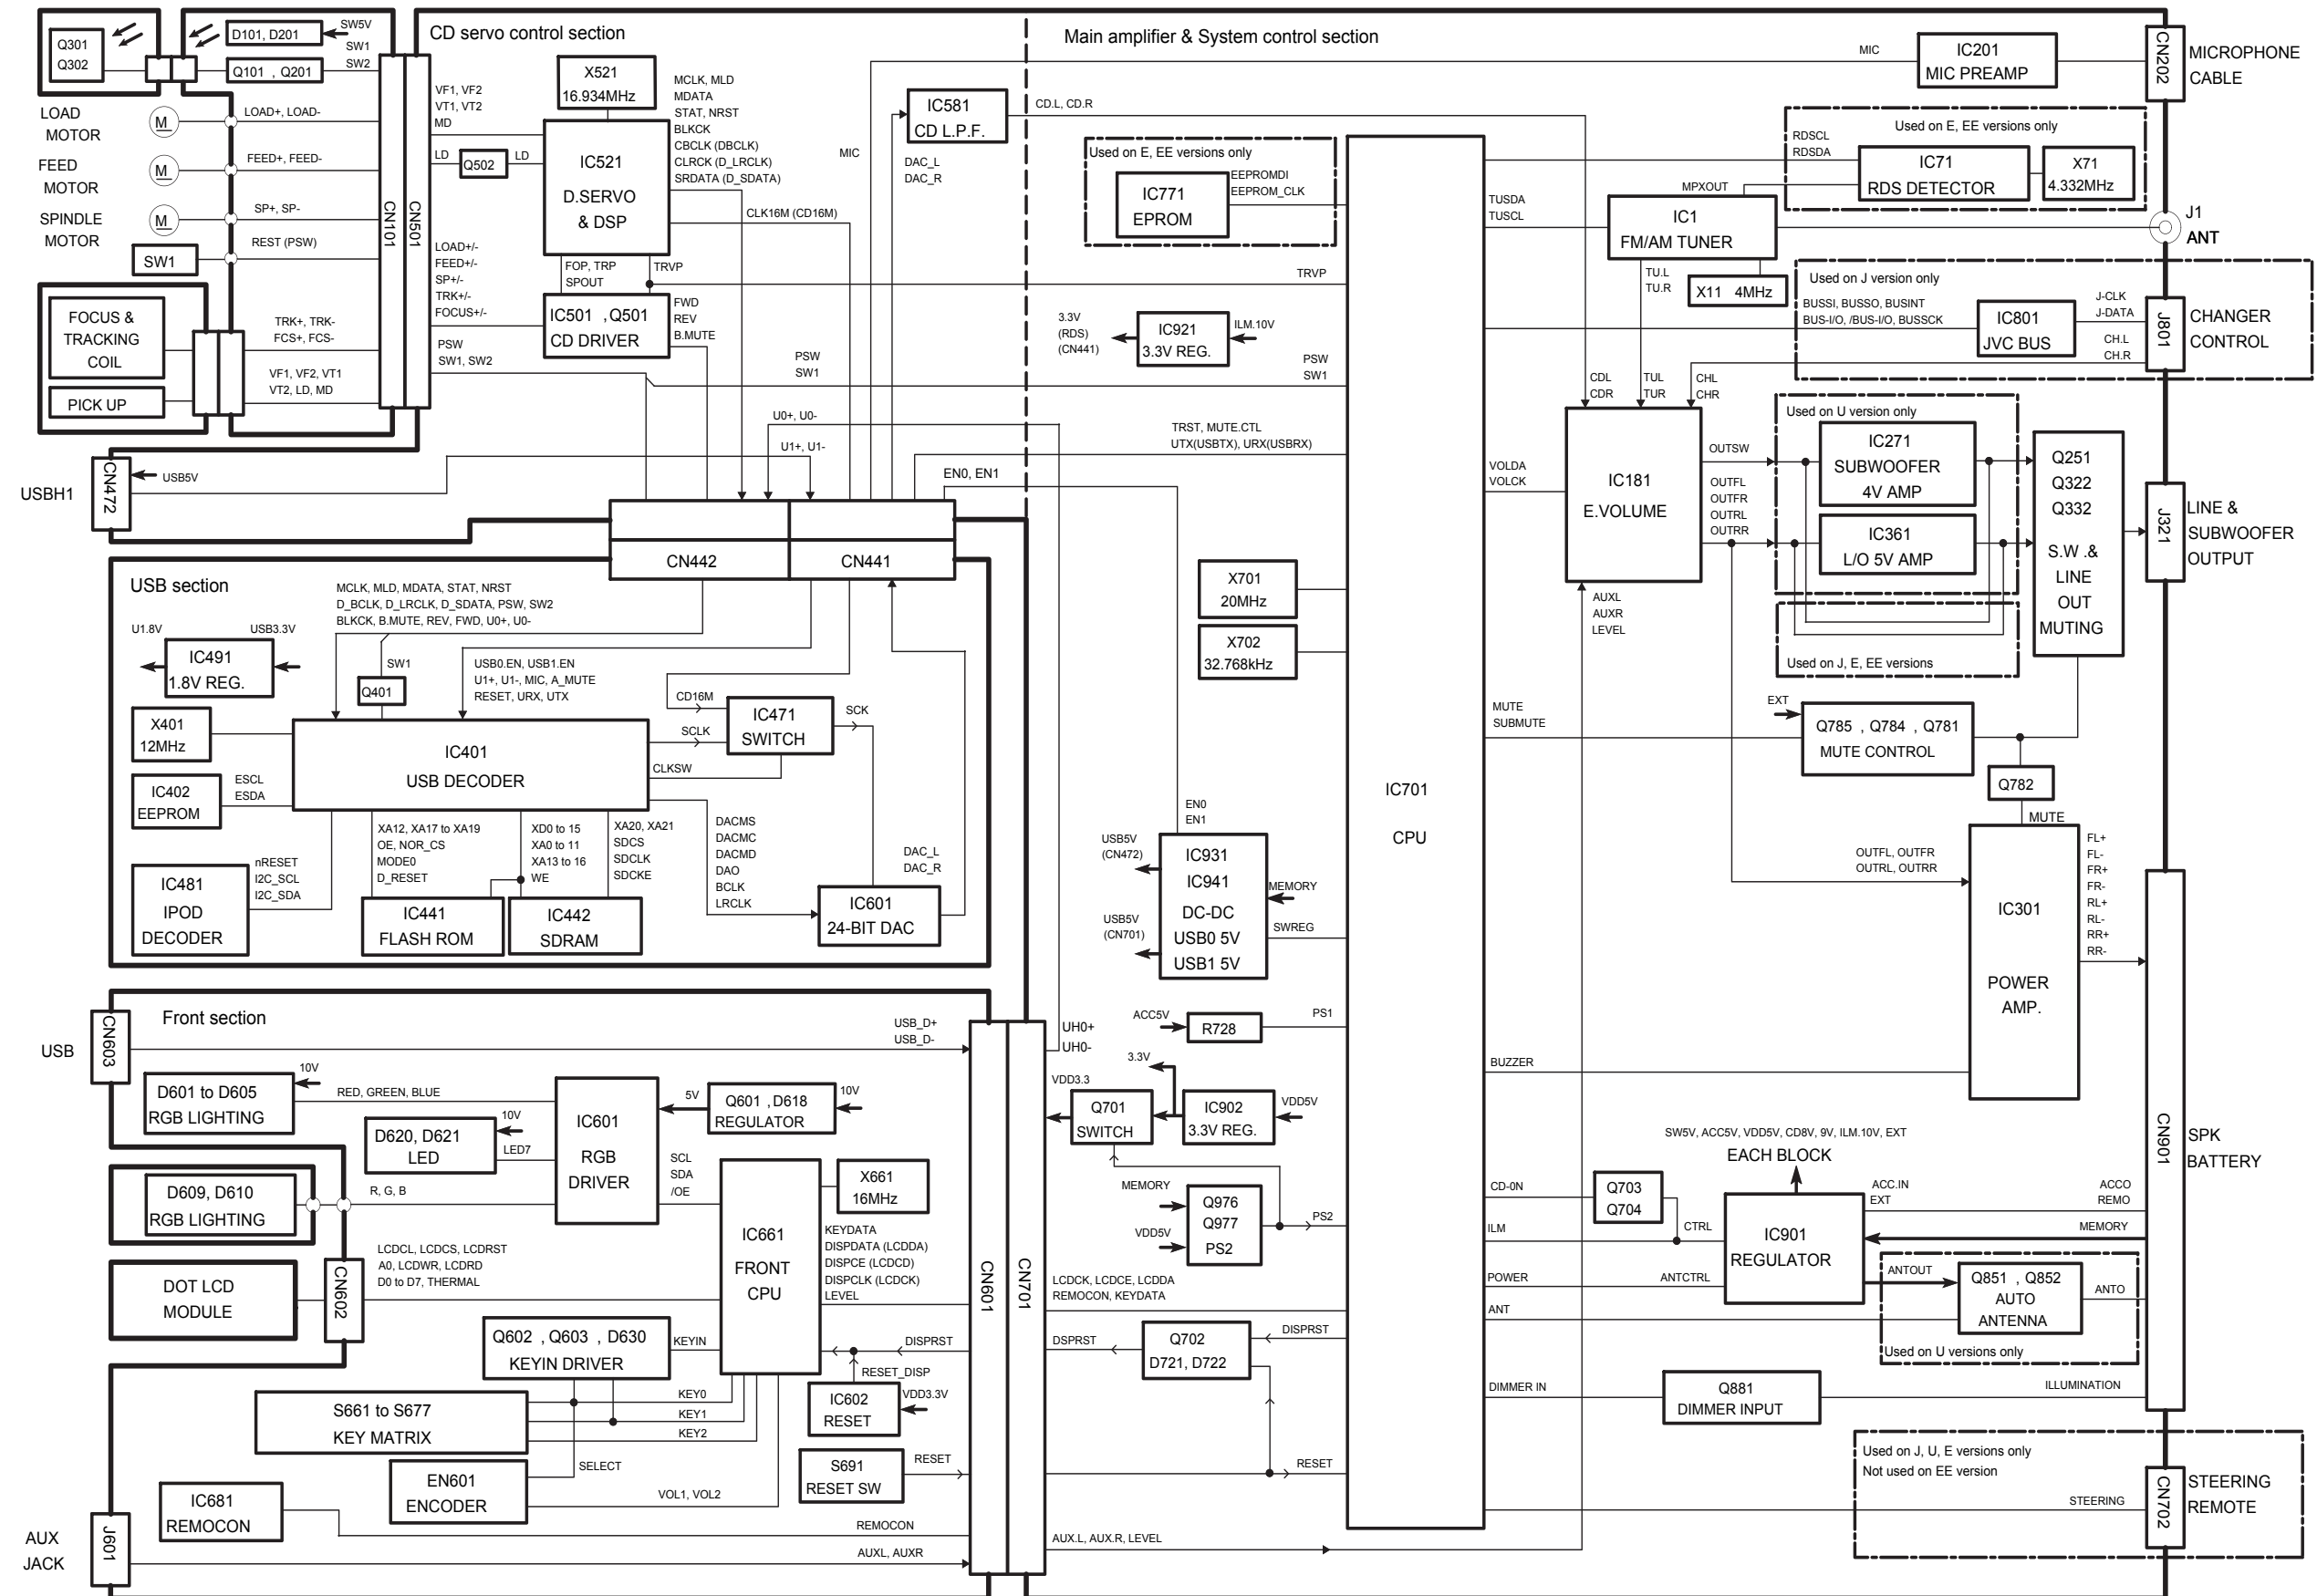 CD servo control section
Main amplifier & System control section
Q301
Q302
D101, D201
SW5V
SW1
SW2
Q101 , Q201
LOAD
MOTOR
M
LOAD+, LOAD-
FEED
MOTOR
M
FEED+, FEED-
SPINDLE
MOTOR
M
SP+, SP-
SW1
REST (PSW)
FOCUS &
TRACKING
COIL
TRK+, TRK-
FCS+, FCS-
PICK UP
VF1, VF2, VT1
VT2, LD, MD
CN101
CN501
VF1, VF2
VT1, VT2
MD
LD
Q502
LD
LOAD+/-
FEED+/-
SP+/-
TRK+/-
FOCUS+/-
PSW
SW1, SW2
X521
16.934MHz
IC521
D.SERVO
& DSP
MCLK, MLD
MDATA
STAT, NRST
BLKCK
CBCLK (DBCLK)
CLRCK (D_LRCLK)
SRDATA (D_SDATA)
CLK16M (CD16M)
FOP, TRP
SPOUT
TRVP
IC501 ,Q501
CD DRIVER
FWD
REV
B.MUTE
MIC
IC581
CD L.P.F.
CD.L, CD.R
DAC_L
DAC_R
PSW
SW1
U0+, U0-
U1+, U1-
EN0, EN1
USBH1
CN472
USB5V
MIC
IC201
MIC PREAMP
CN202
MICROPHONE
CABLE
Used on E, EE versions only
IC771
EPROM
EEPROMDI
EEPROM_CLK
TRVP
3.3V
(RDS)
(CN441)
IC921
3.3V REG.
ILM.10V
PSW
SW1
TRST, MUTE.CTL
UTX(USBTX), URX(USBRX)
Used on E, EE versions only
RDSCL
RDSDA
IC71
RDS DETECTOR
X71
4.332MHz
MPXOUT
TUSDA
TUSCL
IC1
FM/AM TUNER
J1
ANT
TU.L
TU.R
X11 4MHz
Used on J version only
BUSSI, BUSSO, BUSINT
BUS-I/O, /BUS-I/O, BUSSCK
IC801
JVC BUS
J-CLK
J-DATA
CH.L
CH.R
J801
CHANGER
CONTROL
CDL
CDR
TUL
TUR
CHL
CHR
Used on U version only
IC271
SUBWOOFER
4V AMP
IC361
L/O 5V AMP
Used on J, E, EE versions
VOLDA
VOLCK
IC181
E.VOLUME
OUTSW
OUTFL
OUTFR
OUTRL
OUTRR
AUXL
AUXR
LEVEL
Q251
Q322
Q332
S.W .&
LINE
OUT
MUTING
J321
LINE &
SUBWOOFER
OUTPUT
USB section
CN442
CN441
MCLK, MLD, MDATA, STAT, NRST
D_BCLK, D_LRCLK, D_SDATA, PSW, SW2
BLKCK, B.MUTE, REV, FWD, U0+, U0-
U1.8V
USB3.3V
IC491
1.8V REG.
SW1
Q401
USB0.EN, USB1.EN
U1+, U1-, MIC, A_MUTE
RESET, URX, UTX
X401
12MHz
IC402
EEPROM
ESCL
ESDA
IC401
USB DECODER
CD16M
SCLK
CLKSW
IC471
SWITCH
SCK
IC481
IPOD
DECODER
nRESET
I2C_SCL
I2C_SDA
XA12, XA17 to XA19
OE, NOR_CS
MODE0
D_RESET
XD0 to 15
XA0 to 11
XA13 to 16
WE
XA20, XA21
SDCS
SDCLK
SDCKE
IC441
FLASH ROM
IC442
SDRAM
DACMS
DACMC
DACMD
DAO
BCLK
LRCLK
IC601
24-BIT DAC
DAC_L
DAC_R
X701
20MHz
X702
32.768kHz
IC701
CPU
EN0
EN1
USB5V
(CN472)
USB5V
(CN701)
IC931
IC941
DC-DC
USB0 5V
USB1 5V
MEMORY
SWREG
MUTE
SUBMUTE
EXT
Q785 , Q784 , Q781
MUTE CONTROL
Q782
MUTE
OUTFL, OUTFR
OUTRL, OUTRR
IC301
POWER
AMP.
FL+
FL-
FR+
FR-
RL+
RL-
RR+
RR-
BUZZER
Front section
USB
CN603
USB_D+
USB_D-
UH0+
UH0-
10V
D601 to D605
RGB LIGHTING
RED, GREEN, BLUE
D620, D621
LED
10V
LED7
D609, D610
RGB LIGHTING
R, G, B
IC601
RGB
DRIVER
5V
Q601 ,D618
REGULATOR
10V
SCL
SDA
/OE
X661
16MHz
IC661
FRONT
CPU
KEYDATA
DISPDATA (LCDDA)
DISPCE (LCDCD)
DISPCLK (LCDCK)
LEVEL
DOT LCD
MODULE
CN602
LCDCL, LCDCS, LCDRST
A0, LCDWR, LCDRD
D0 to D7, THERMAL
Q602 , Q603 , D630
KEYIN DRIVER
KEYIN
DISPRST
RESET_DISP
IC602
RESET
VDD3.3V
S661 to S677
KEY MATRIX
KEY0
KEY1
KEY2
SELECT
EN601
ENCODER
VOL1, VOL2
S691
RESET SW
RESET
IC681
REMOCON
REMOCON
AUX
JACK
J601
AUXL, AUXR
CN601
CN701
ACC5V
R728
PS1
3.3V
VDD3.3
Q701
SWITCH
IC902
3.3V REG.
VDD5V
MEMORY
VDD5V
Q976
Q977
PS2
PS2
LCDCK, LCDCE, LCDDA
REMOCON, KEYDATA
DSPRST
Q702
D721, D722
DISPRST
RESET
AUX.L, AUX.R, LEVEL
SW5V, ACC5V, VDD5V, CD8V, 9V, ILM.10V, EXT
EACH BLOCK
CD-0N
Q703
Q704
ILM
CTRL
IC901
REGULATOR
ACC.IN
EXT
ACCO
REMO
MEMORY
POWER
ANTCTRL
ANTOUT
Q851 , Q852
AUTO
ANTENNA
ANTO
Used on U versions only
ANT
DIMMER IN
Q881
DIMMER INPUT
ILLUMINATION
CN901
SPK
BATTERY
Used on J, U, E versions only
Not used on EE version
STEERING
CN702
STEERING
REMOTE